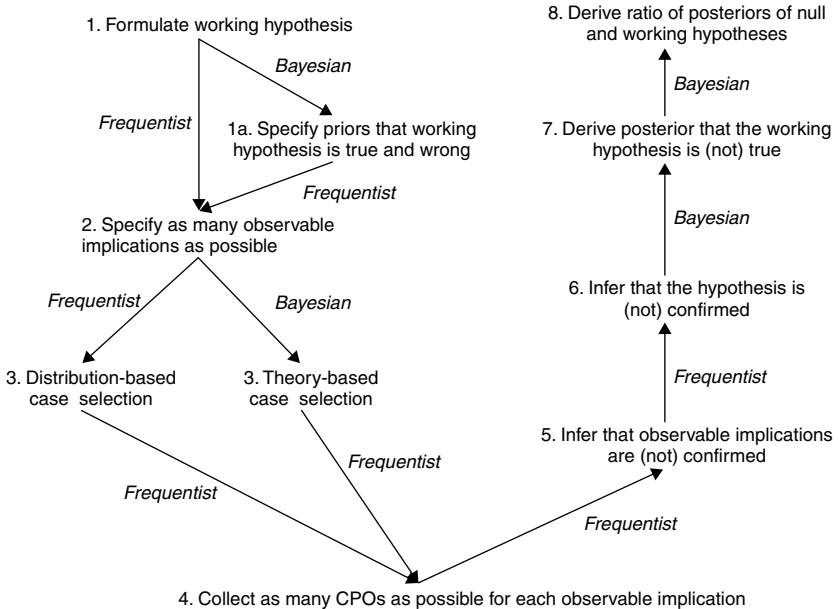 1. Formulate working hypothesis
Bayesian
Frequentist
1a. Specify priors that working
hypothesis is true and wrong
Frequentist
2. Specify as many observable
implications as possible
Frequentist
Bayesian
3. Distribution-based
case selection
3. Theory-based
case selection
Frequentist
Frequentist
4. Collect as many CPOs as possible for each observable implication
Frequentist
5. Infer that observable implications
are (not) confirmed
Frequentist
6. Infer that the hypothesis is
(not) confirmed
Bayesian
7. Derive posterior that the working
hypothesis is (not) true
Bayesian
8. Derive ratio of posteriors of null
and working hypotheses